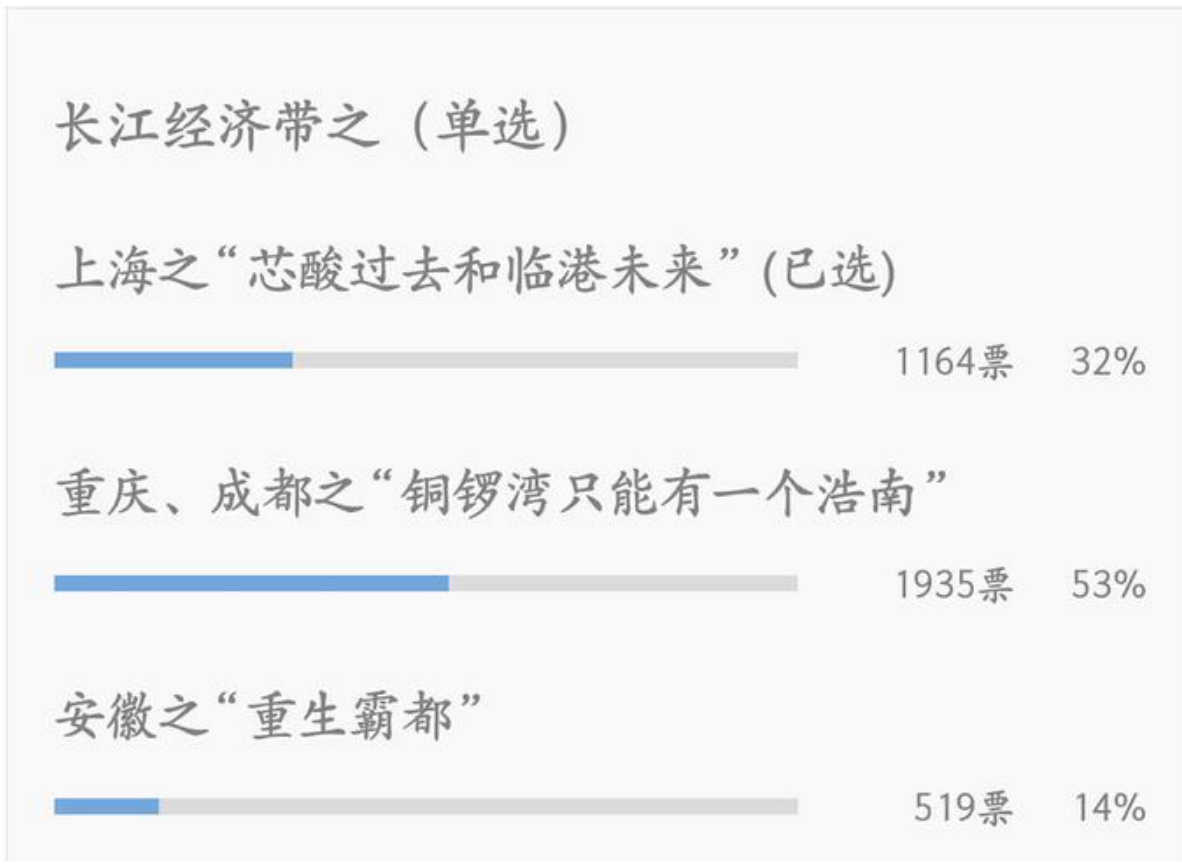 长江经济带之（单选）
上海之“芯酸过去和临港未来”(已选)
1164票 32%
重庆、成都之“铜锣湾只能有一个浩南”
1935票 53%
安徽之“重生霸都”
519票 14%